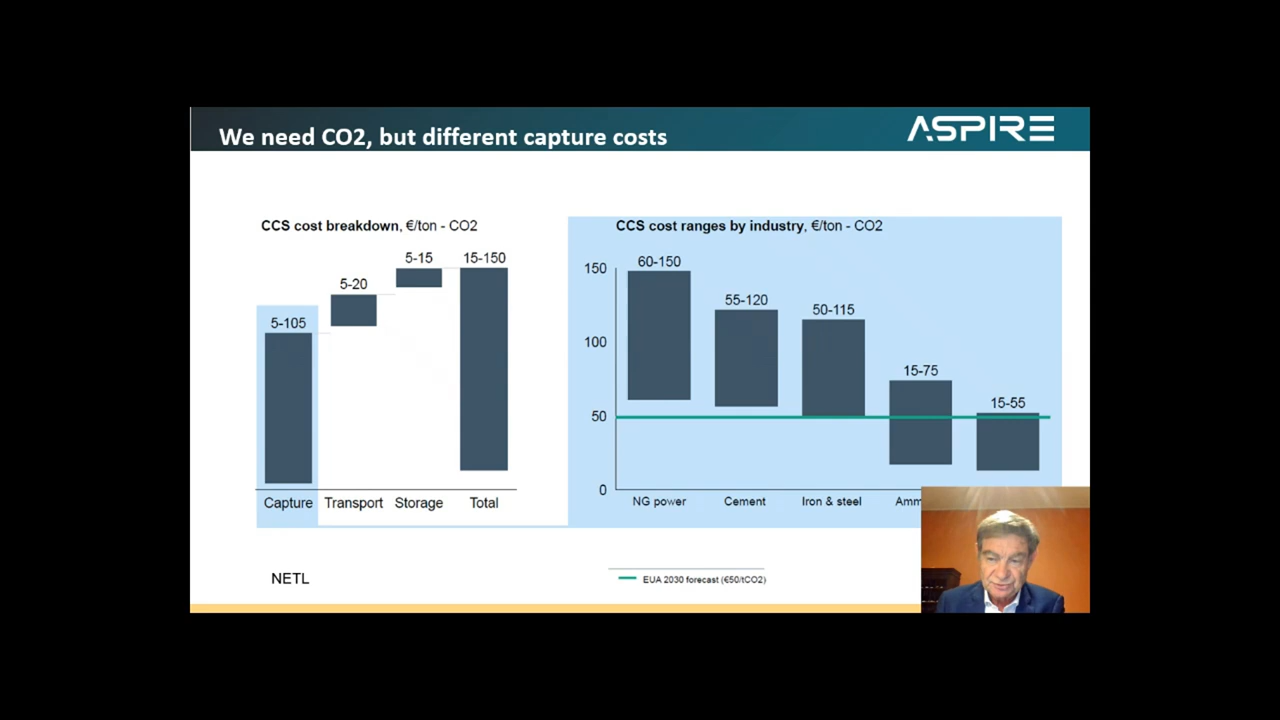 We need CO2, but different capture costs
ASPIRE
CCS cost breakdown, €/ton - CO2
5-105
5-20
5-15
15-150
Capture
Transport
Storage
Total
CCS cost ranges by industry, €/ton - CO2
150
100
50
0
60-150
55-120
50-115
15-75
15-55
NG power
Cement
Iron & steel
Amm
NETL
EUA 2030 forecast (€50/tCO2)